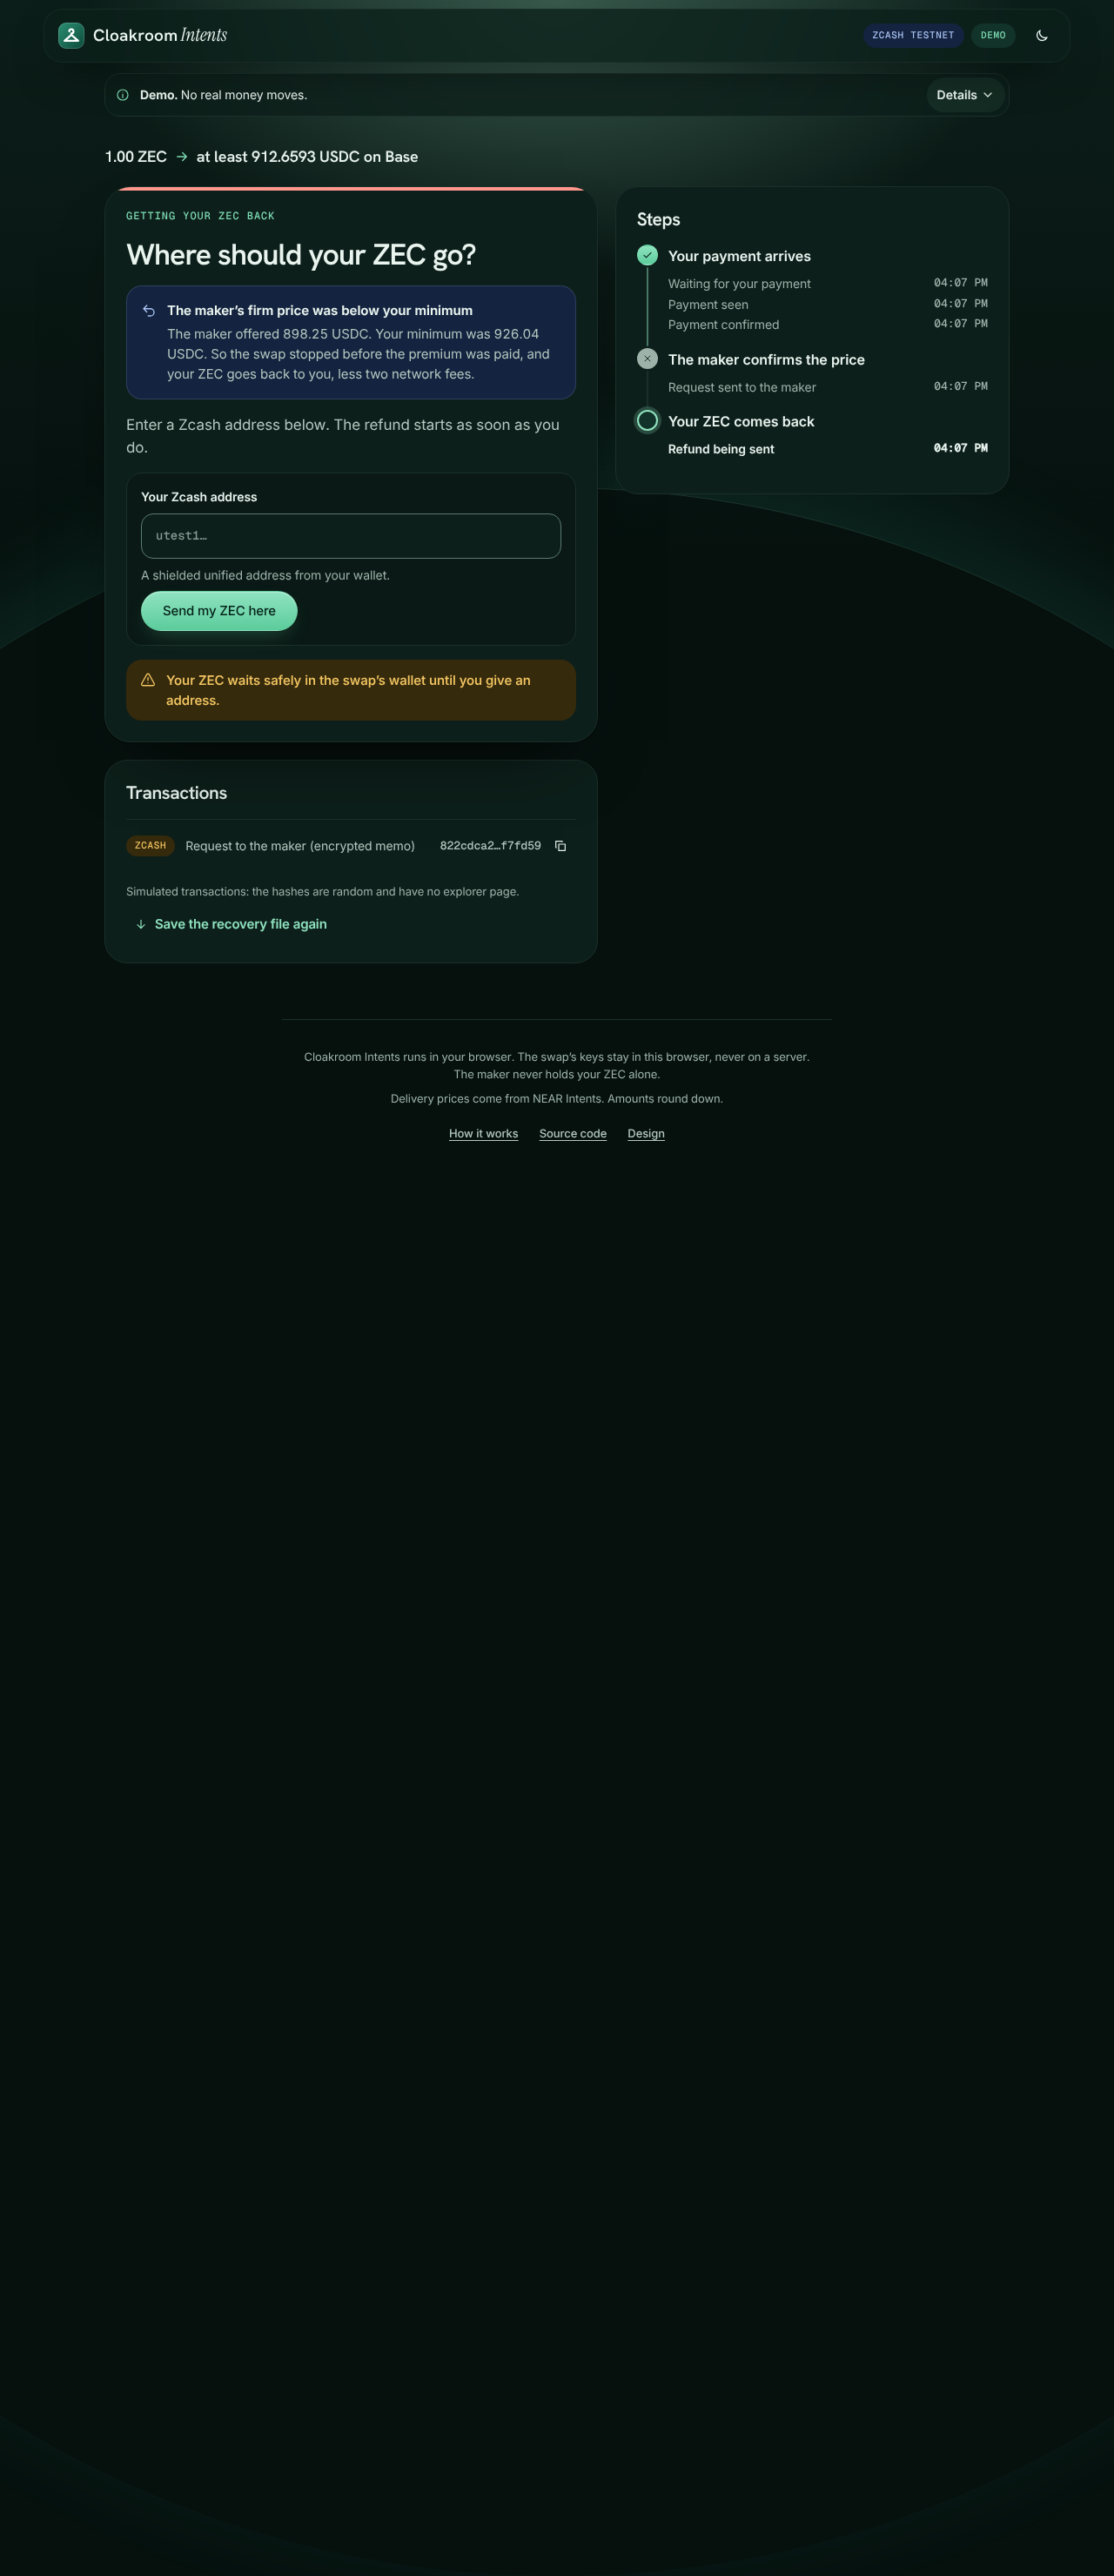 Cloakroom Intents
ZCASH TESTNET
DEMO
Demo. No real money moves.
Details
1.00 ZEC → at least 912.6593 USDC on Base
GETTING YOUR ZEC BACK
Where should your ZEC go?
The maker’s firm price was below your minimum
The maker offered 898.25 USDC. Your minimum was 926.04
USDC. So the swap stopped before the premium was paid, and
your ZEC goes back to you, less two network fees.
Enter a Zcash address below. The refund starts as soon as you
do.
Your Zcash address
utest1…
A shielded unified address from your wallet.
Send my ZEC here
Your ZEC waits safely in the swap’s wallet until you give an
address.
Steps
Your payment arrives
Waiting for your payment 04:07 PM
Payment seen 04:07 PM
Payment confirmed 04:07 PM
The maker confirms the price
Request sent to the maker 04:07 PM
Your ZEC comes back
Refund being sent 04:07 PM
Transactions
ZCASH Request to the maker (encrypted memo) 822cdca2…f7fd59
Simulated transactions: the hashes are random and have no explorer page.
Save the recovery file again
Cloakroom Intents runs in your browser. The swap’s keys stay in this browser, never on a server.
The maker never holds your ZEC alone.
Delivery prices come from NEAR Intents. Amounts round down.
How it works Source code Design